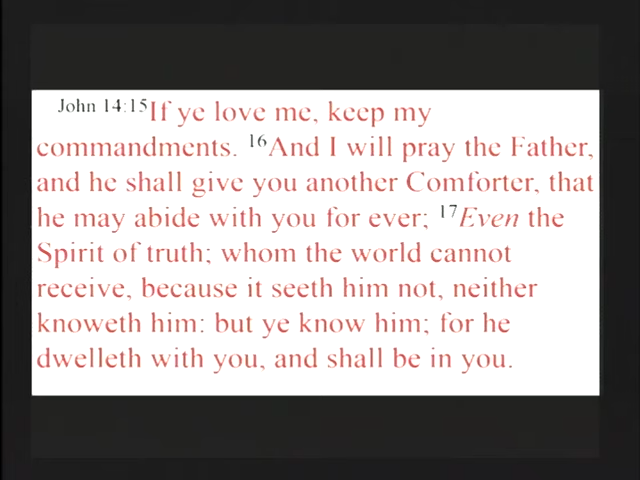 John 14:15If ye love me, keep my
commandments. 16And I will pray the Father,
and he shall give you another Comforter, that
he may abide with you for ever; 17Even the
Spirit of truth; whom the world cannot
receive, because it seeth him not, neither
knoweth him: but ye know him; for he
dwelleth with you, and shall be in you.